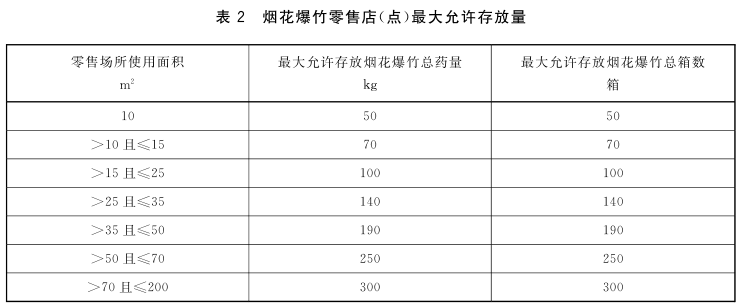 表 2 烟花爆竹零售店(点)最大允许存放量
零售场所使用面积 最大允许存放烟花爆竹总药量 最大允许存放烟花爆竹总箱数
m² kg 箱
10 50 50
>10 且≤15 70 70
>15 且≤25 100 100
>25 且≤35 140 140
>35 且≤50 190 190
>50 且≤70 250 250
>70 且≤200 300 300